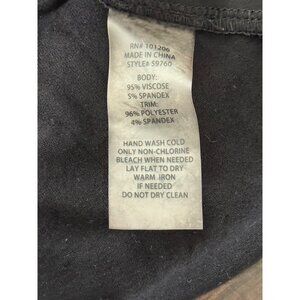 RN# 101206
MADE IN CHINA
STYLE# S9760
BODY:
95% VISCOSE
5% SPANDEX
TRIM:
96% POLYESTER
4% SPANDEX
HAND WASH COLD
ONLY NON-CHLORINE
BLEACH WHEN NEEDED
LAY FLAT TO DRY
WARM IRON
IF NEEDED
DO NOT DRY CLEAN